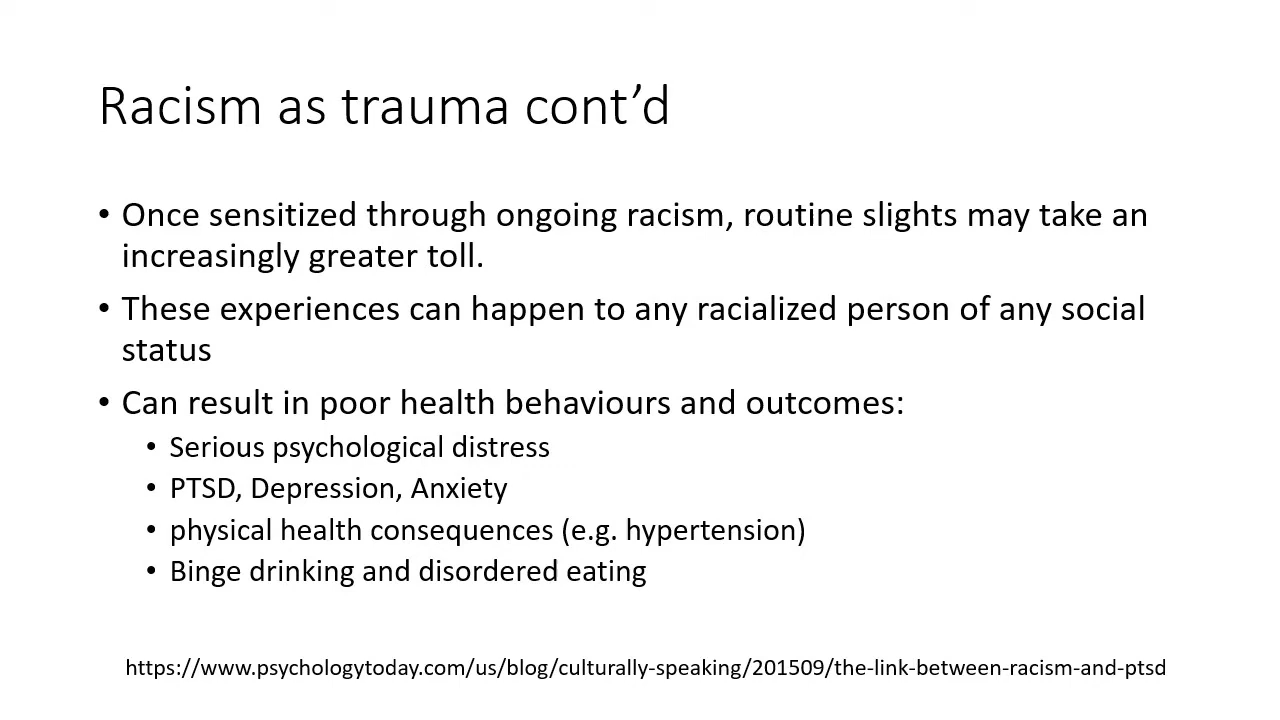 Racism as trauma cont’d
• Once sensitized through ongoing racism, routine slights may take an
increasingly greater toll.
• These experiences can happen to any racialized person of any social
status
• Can result in poor health behaviours and outcomes:
• Serious psychological distress
• PTSD, Depression, Anxiety
• physical health consequences (e.g. hypertension)
• Binge drinking and disordered eating
https://www.psychologytoday.com/us/blog/culturally-speaking/201509/the-link-between-racism-and-ptsd